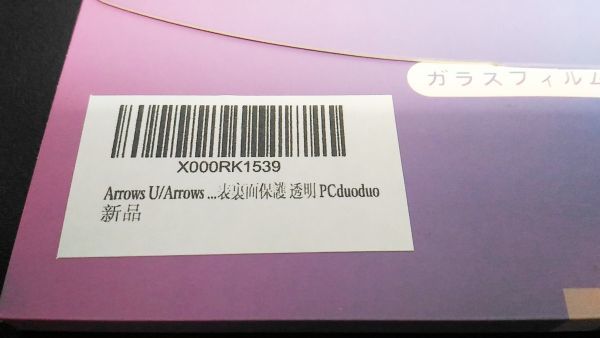 ガラスフィルム
X000RK1539
Arrows U/Arrows ...表裏面保護 透明 PCduoduo
新品